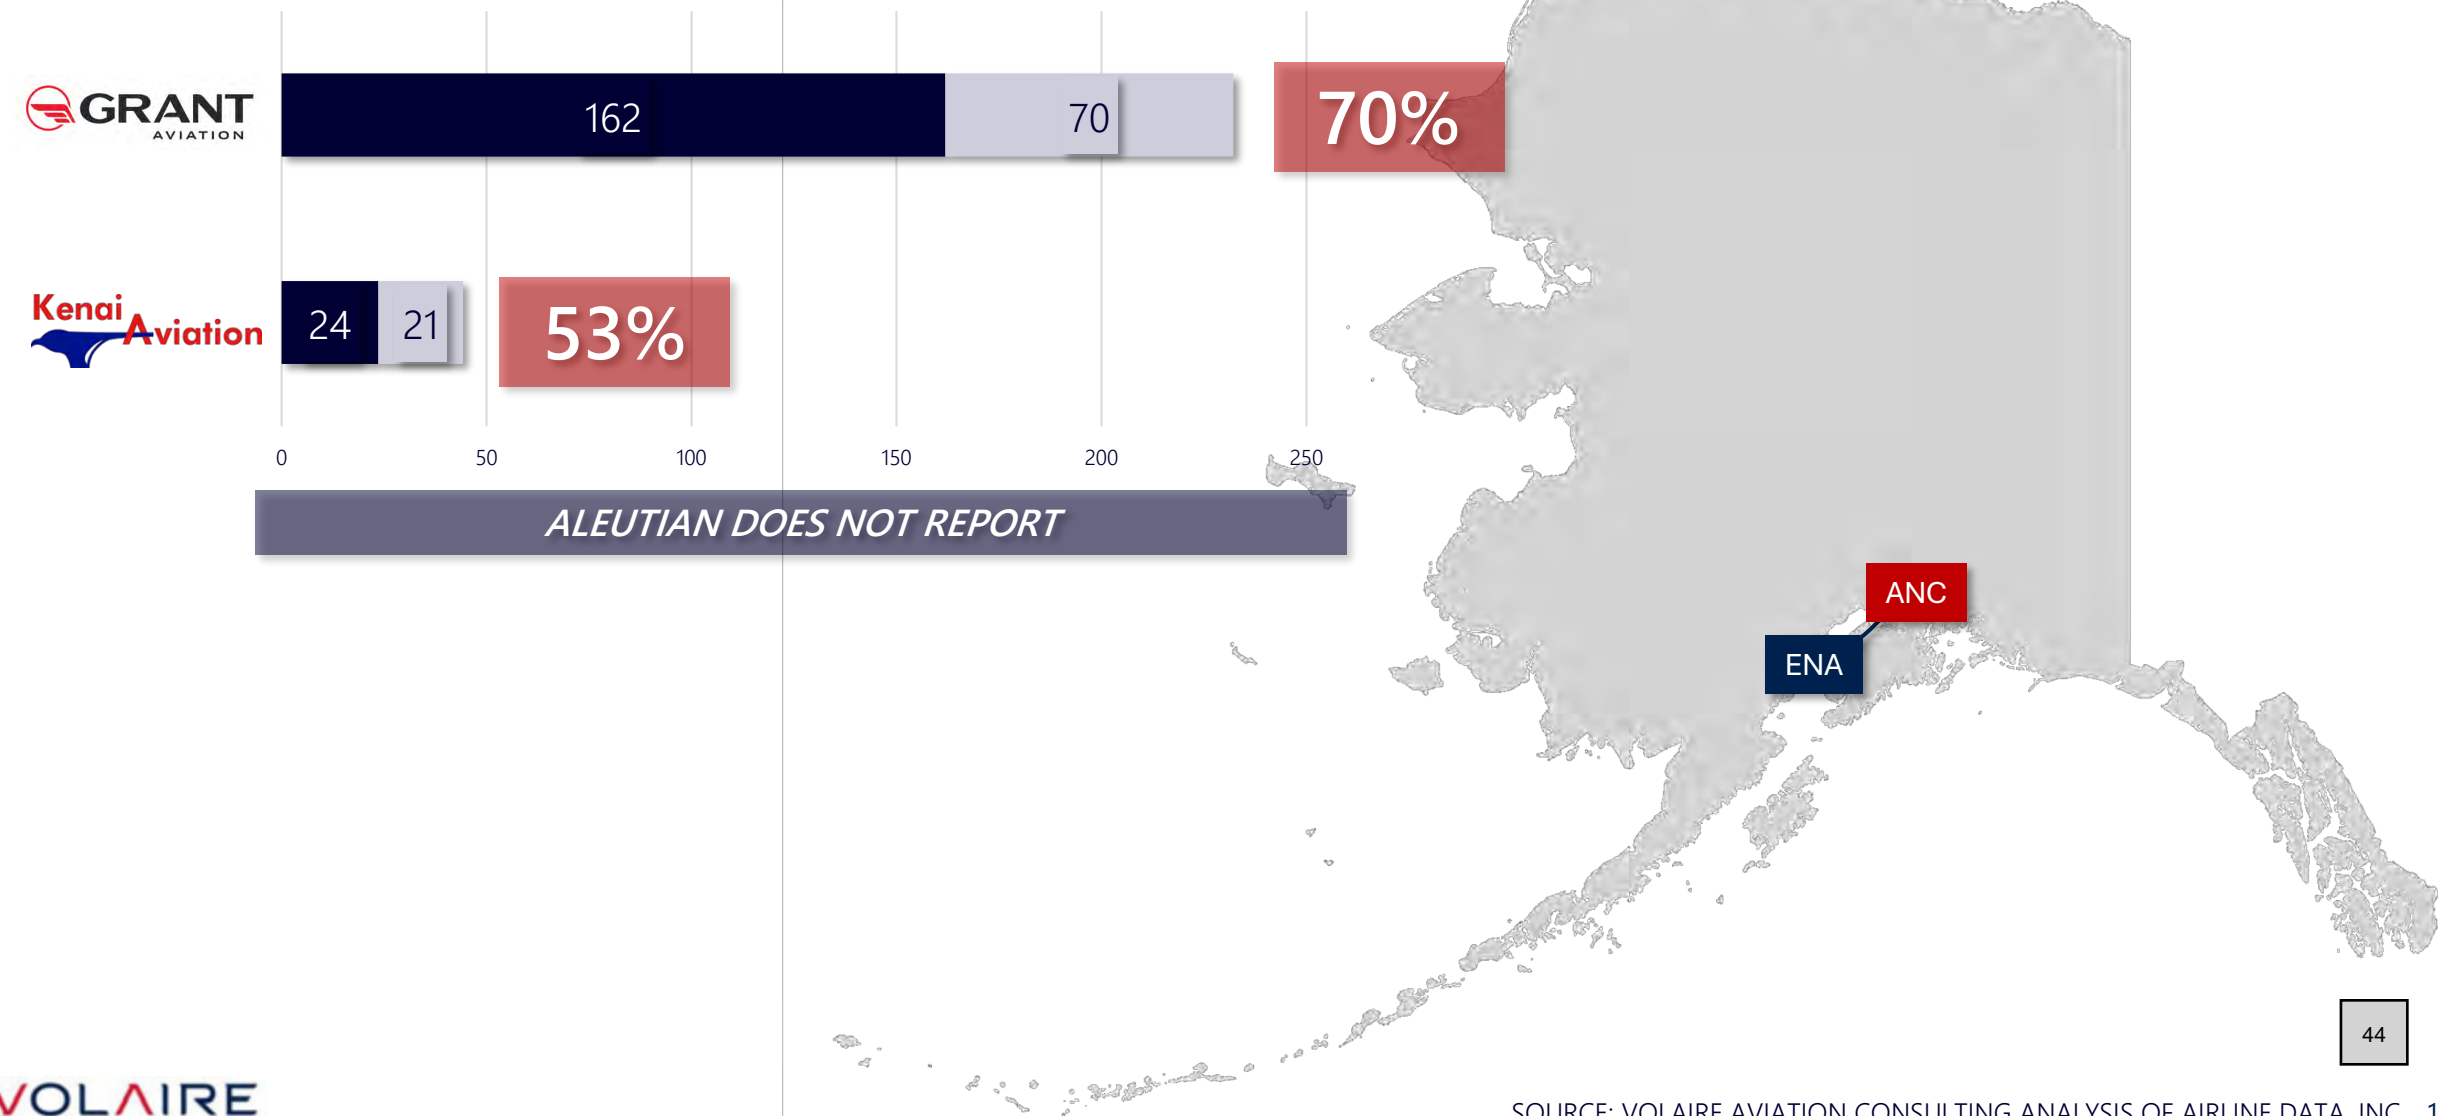 GRANT
AVIATION
162
70
70%
Kenai
Aviation
24
21
53%
0
50
100
150
200
250
ALEUTIAN DOES NOT REPORT
ANC
ENA
44
VOLAIRE
SOURCE: VOLAIRE AVIATION CONSULTING ANALYSIS OF AIRLINE DATA, INC.